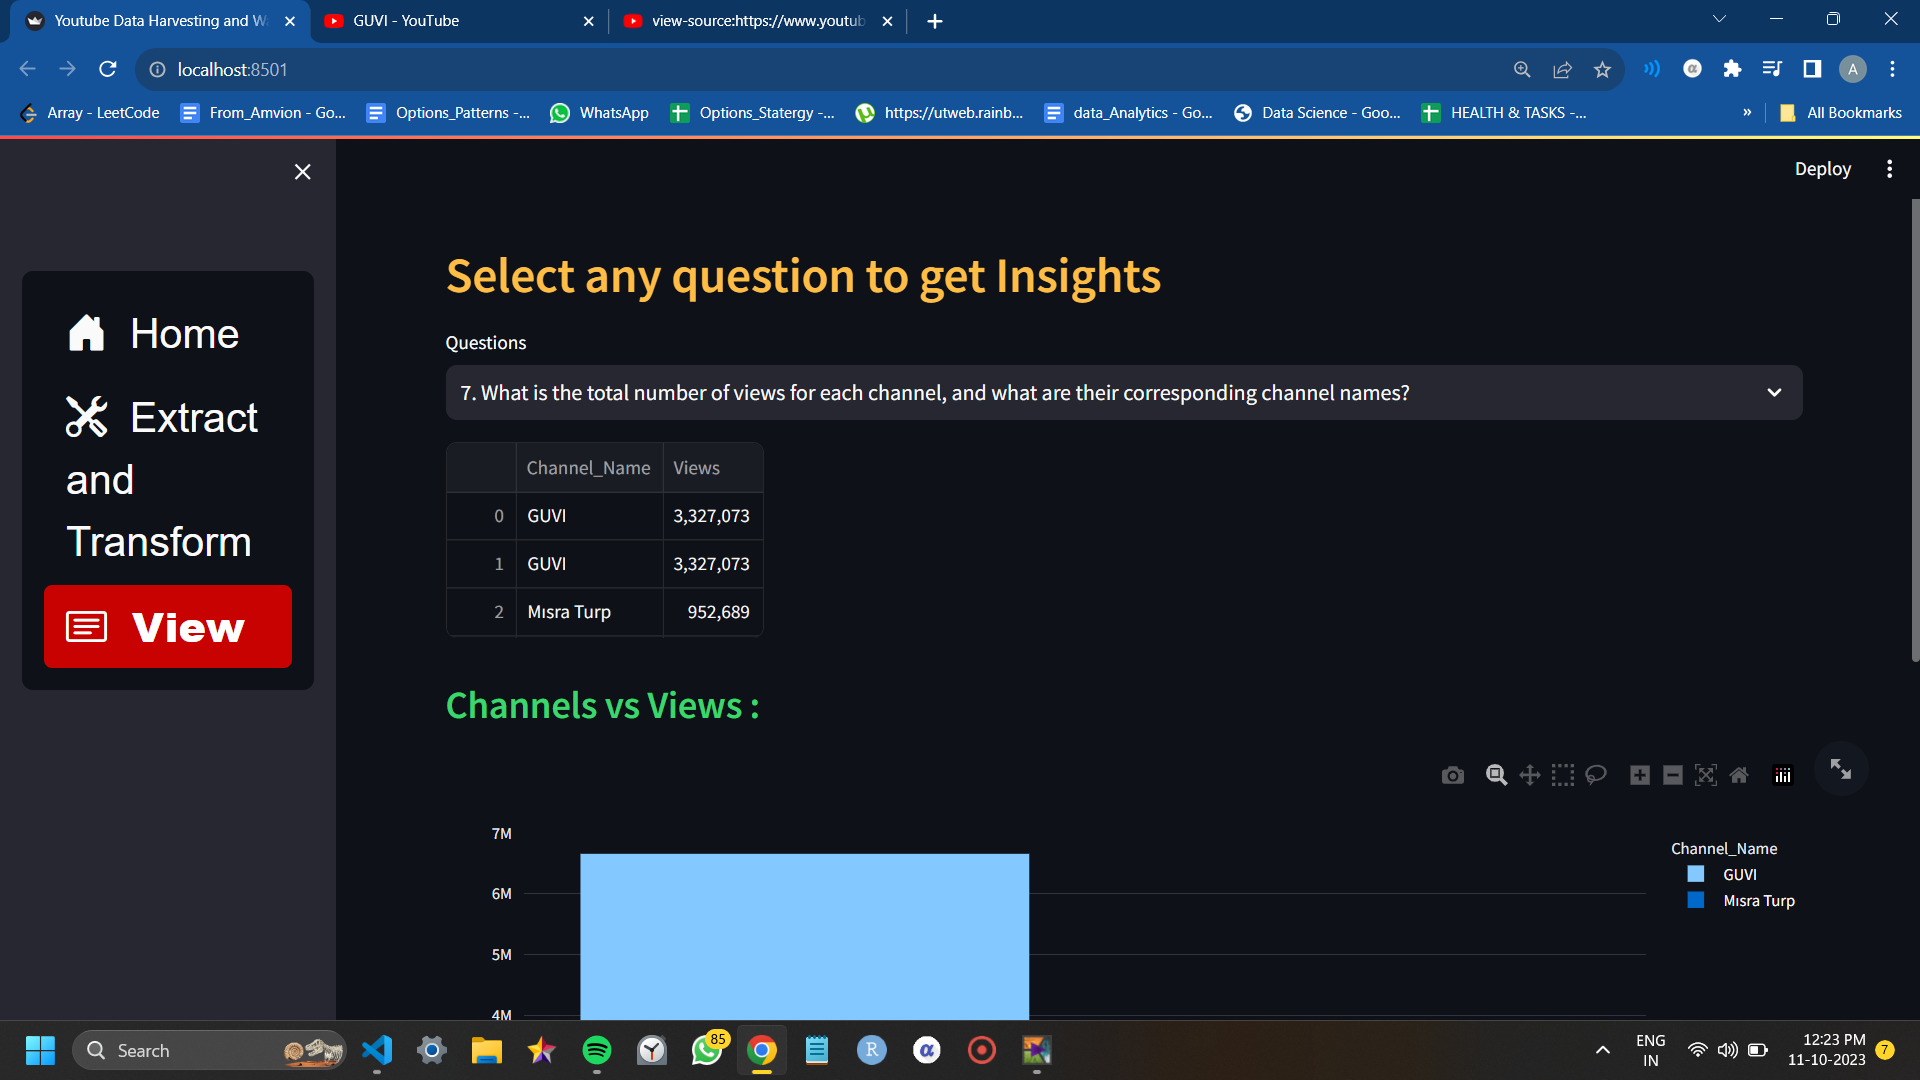 Youtube Data Harvesting and Wa
GUVI - YouTube
view-source:https://www.youtub
localhost:8501
A
Array - LeetCode
From_Amvion - Go...
Options_Patterns -...
WhatsApp
Options_Statergy -...
https://utweb.rainb...
data_Analytics - Go...
Data Science - Goo...
HEALTH & TASKS -...
»
All Bookmarks
Deploy
Home
Extract
and
Transform
View
Select any question to get Insights
Questions
7. What is the total number of views for each channel, and what are their corresponding channel names?
Channel_Name Views
0 GUVI 3,327,073
1 GUVI 3,327,073
2 Mısra Turp 952,689
Channels vs Views :
7M
6M
5M
4M
Channel_Name
GUVI
Mısra Turp
Search
85
R
α
ENG
IN
12:23 PM
11-10-2023
7